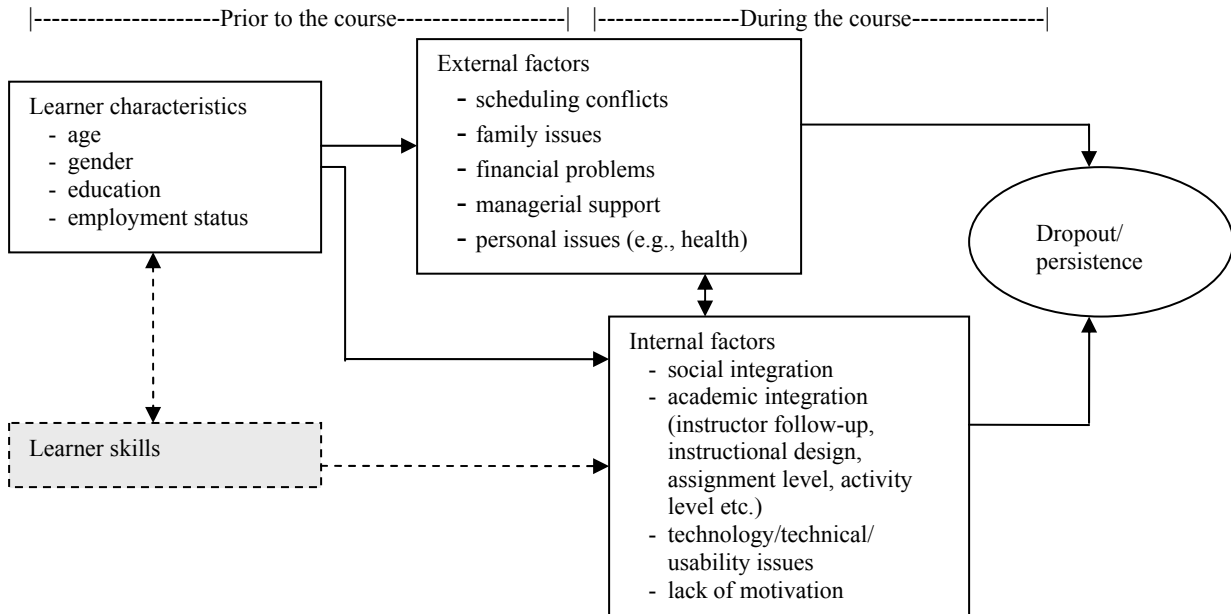 |--------------------Prior to the course------------------| |-----------------During the course-----------------|
Learner characteristics
- age
- gender
- education
- employment status
External factors
- scheduling conflicts
- family issues
- financial problems
- managerial support
- personal issues (e.g., health)
Dropout/
persistence
Learner skills
Internal factors
- social integration
- academic integration
(instructor follow-up,
instructional design,
assignment level, activity
level etc.)
- technology/technical/
usability issues
- lack of motivation